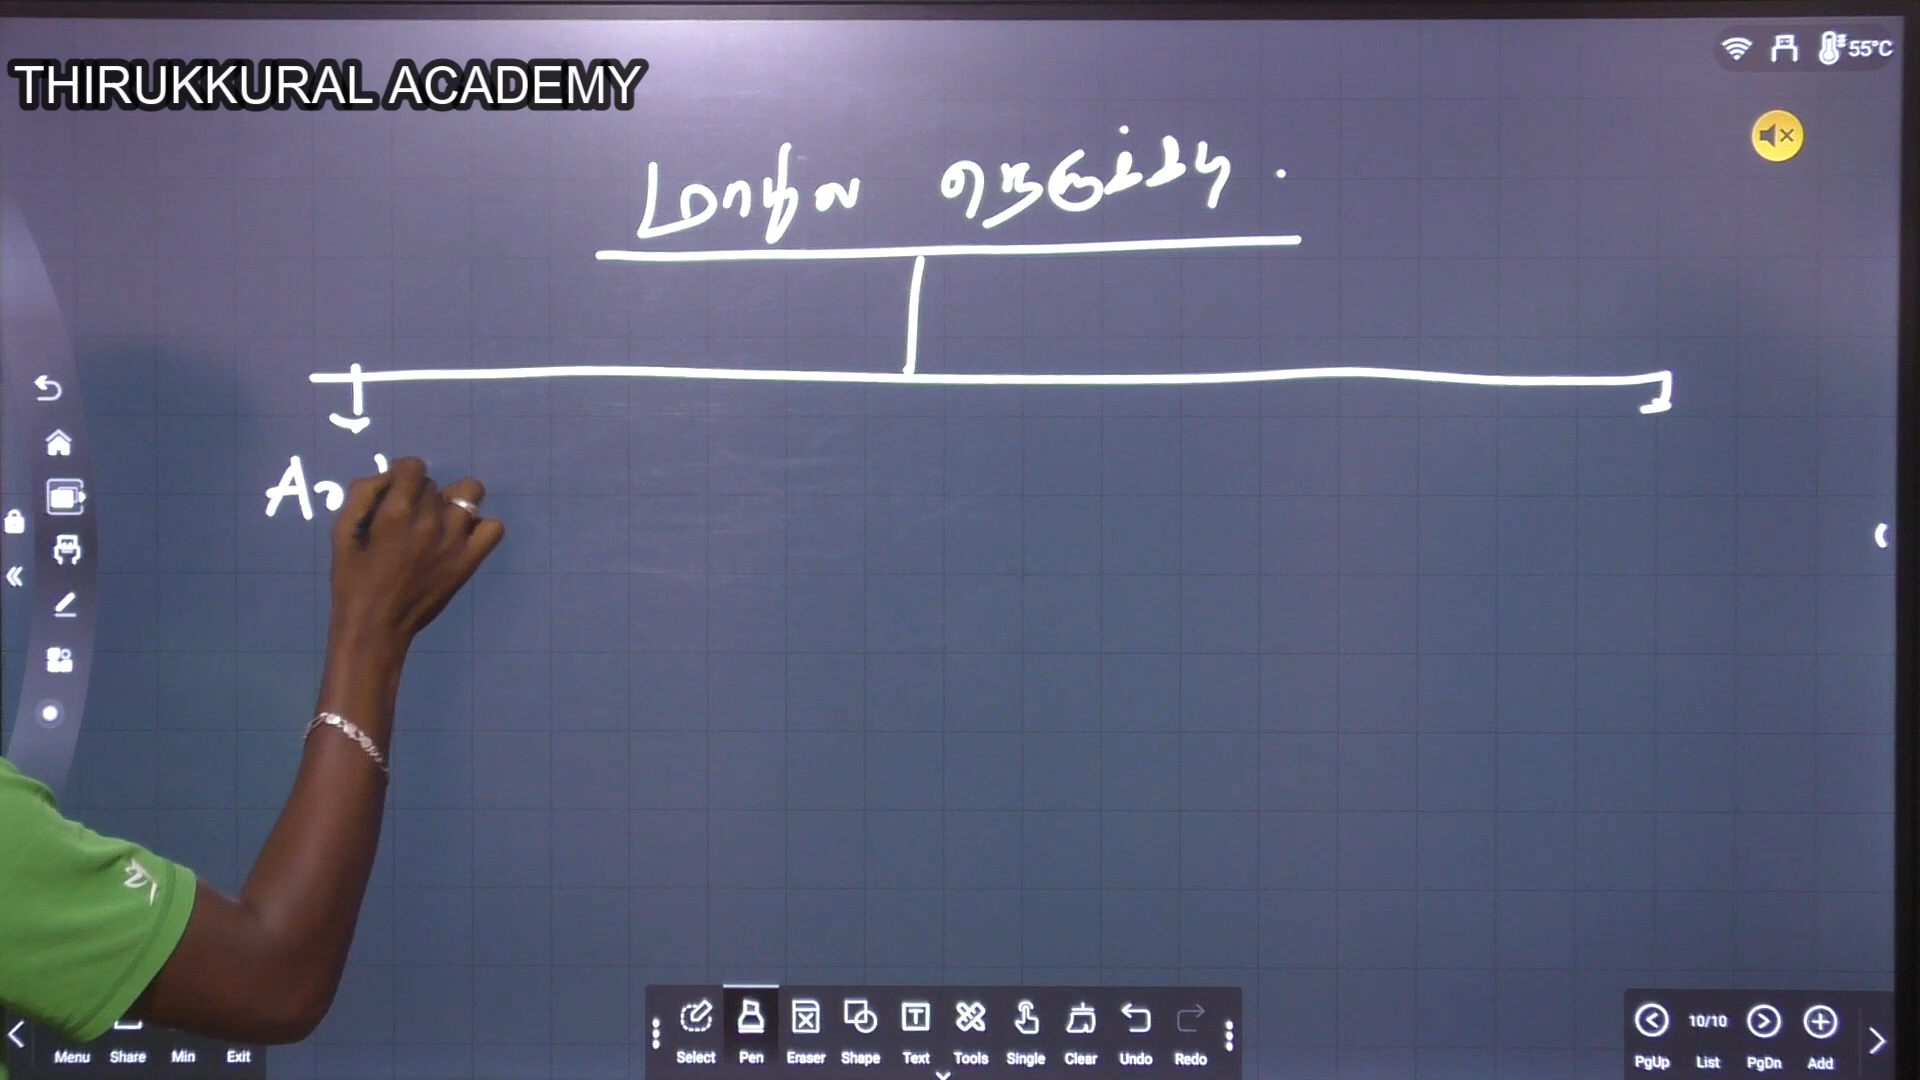 THIRUKKURAL ACADEMY
55°C
மாநில நெருக்கடி.
Menu Share Min Exit
Select Pen Eraser Shape Text Tools Single Clear Undo Redo
10/10
PgUp List PgDn Add